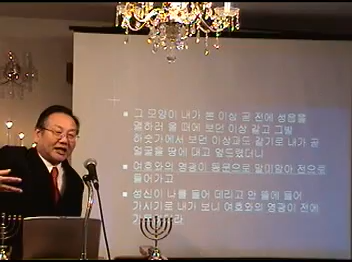 그 모양이 내가 본 이상 곧 전에 성읍을
멸하러 올 때에 보던 이상 같고 그발
하숫가에서 보던 이상과도 같기로 내가 곧
얼굴을 땅에 대고 엎드렸더니
여호와의 영광이 동문으로 말미암아 전으로
들어가고
성신이 나를 들어 데리고 안 뜰에 들어
가시기로 내가 보니 여호와의 영광이 전에